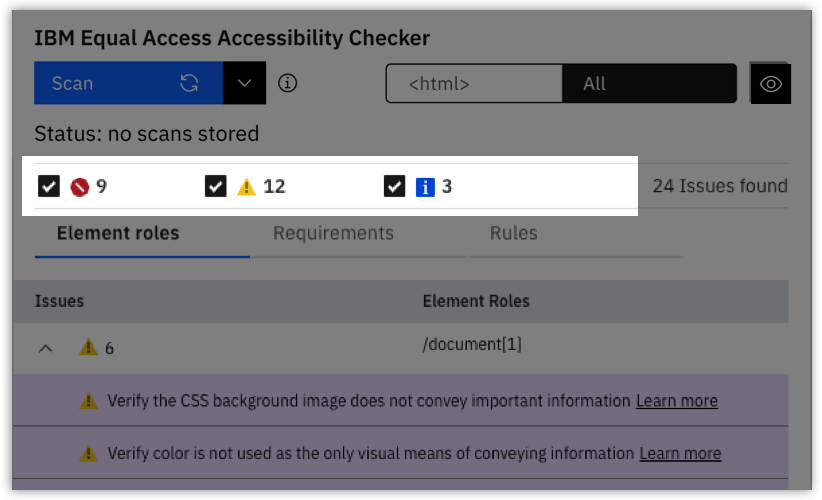 IBM Equal Access Accessibility Checker
Scan <html> All
Status: no scans stored
9 12 3 24 Issues found
Element roles Requirements Rules
Issues Element Roles
6 /document[1]
Verify the CSS background image does not convey important information Learn more
Verify color is not used as the only visual means of conveying information Learn more